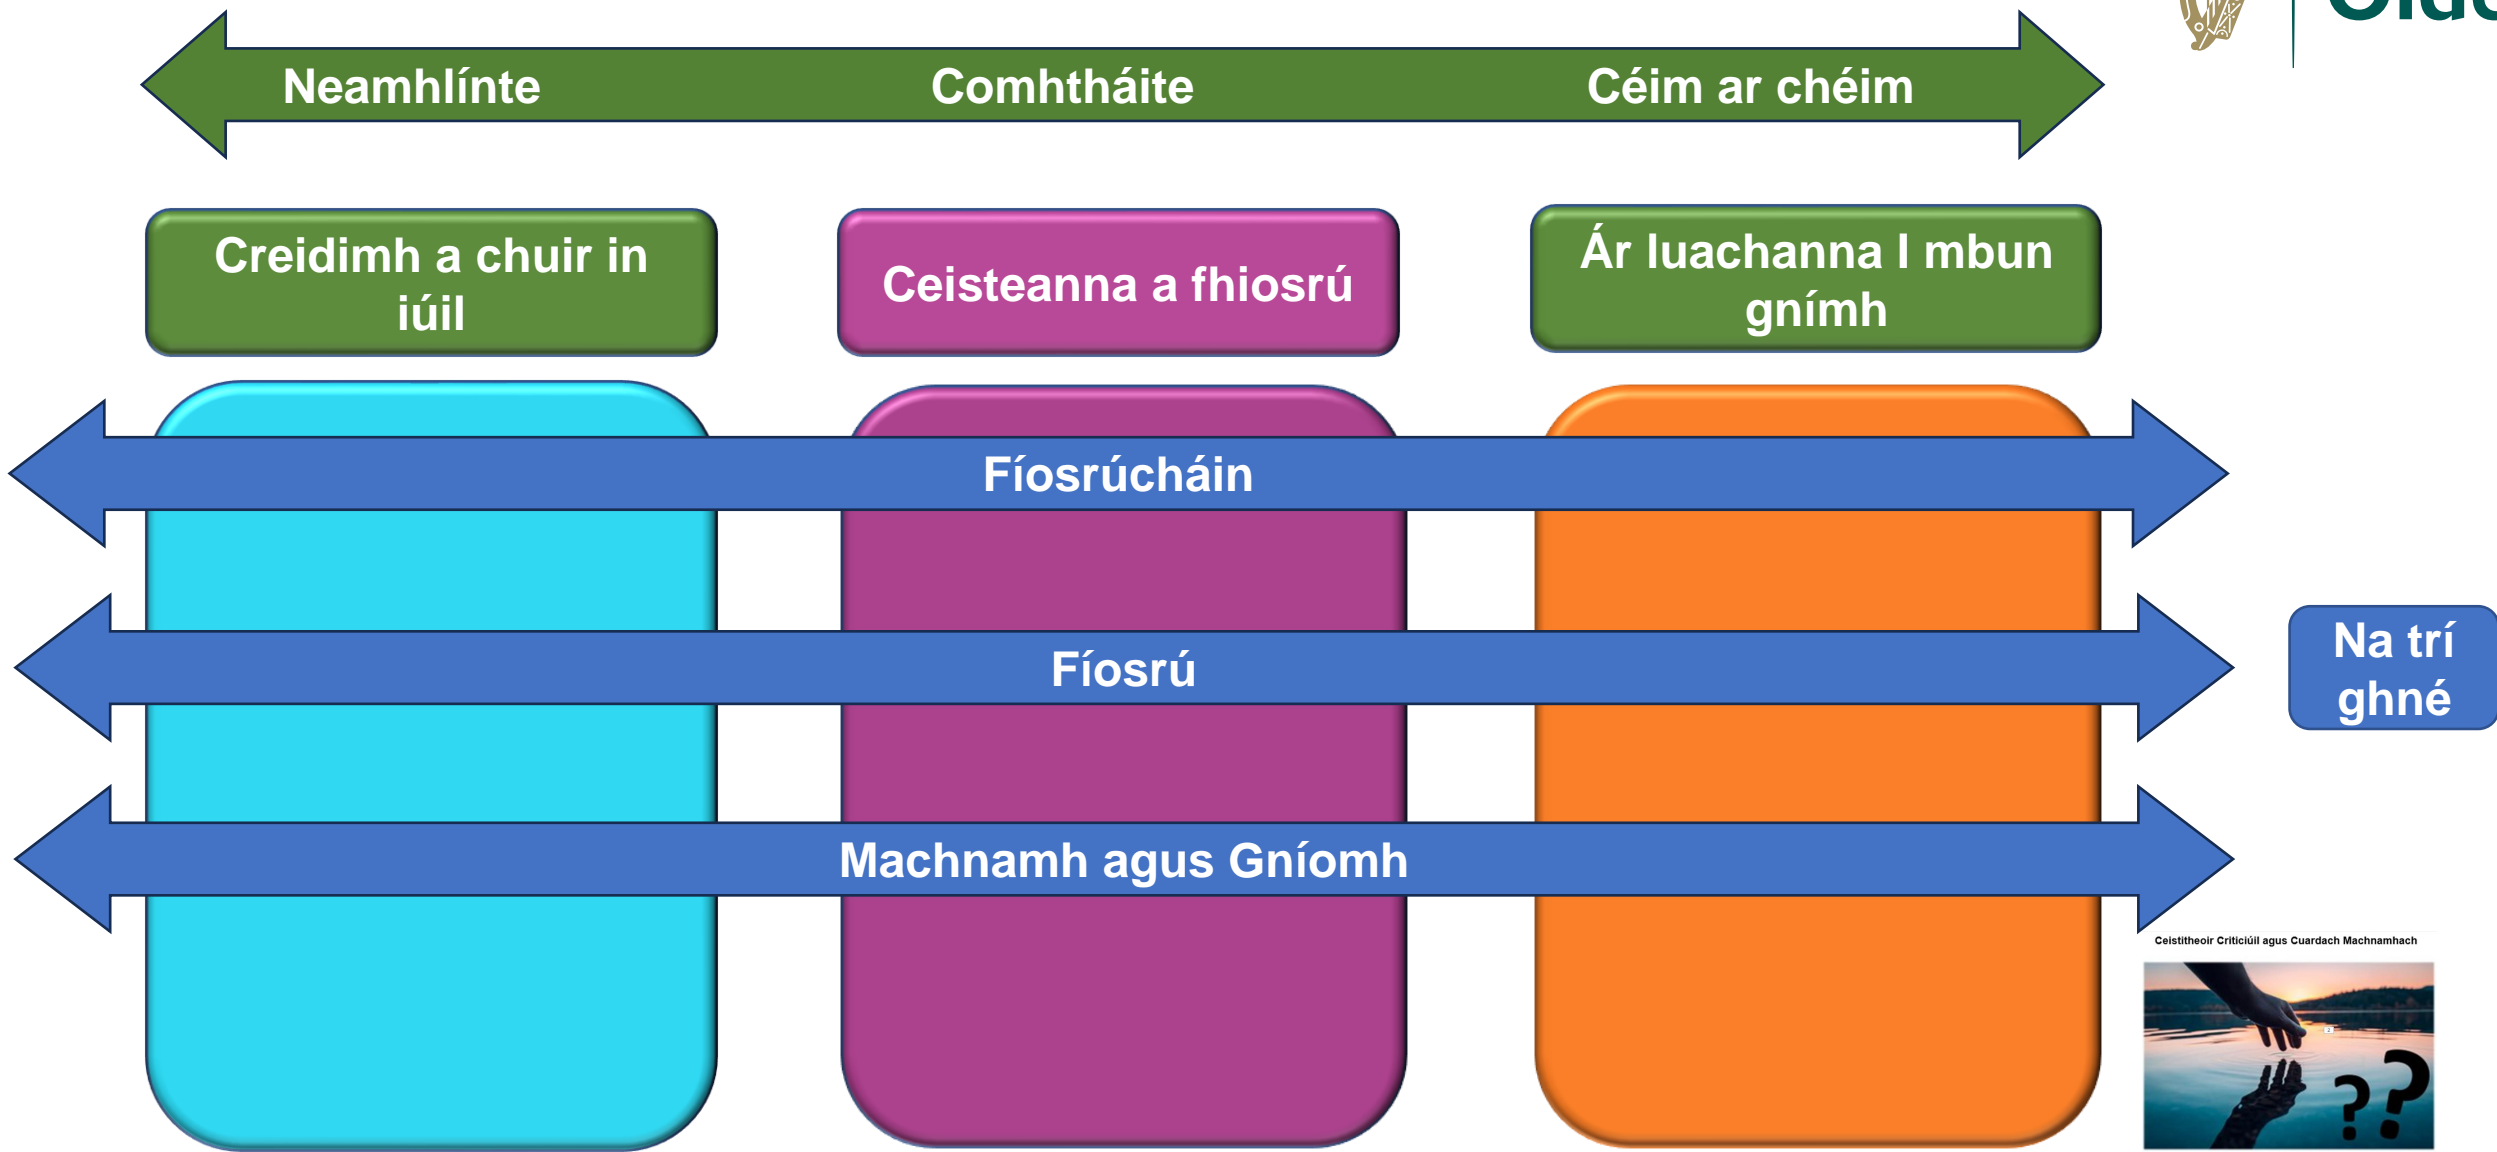 Neamhlínte
Comhtháite
Céim ar chéim
Creidimh a chuir in
iúil
Ceisteanna a fhiosrú
Ár luachanna I mbun
gnímh
Fíosrúcháin
Fíosrú
Na trí
ghné
Machnamh agus Gníomh
Ceistitheoir Criticiúil agus Cuardach Machnamhach
??